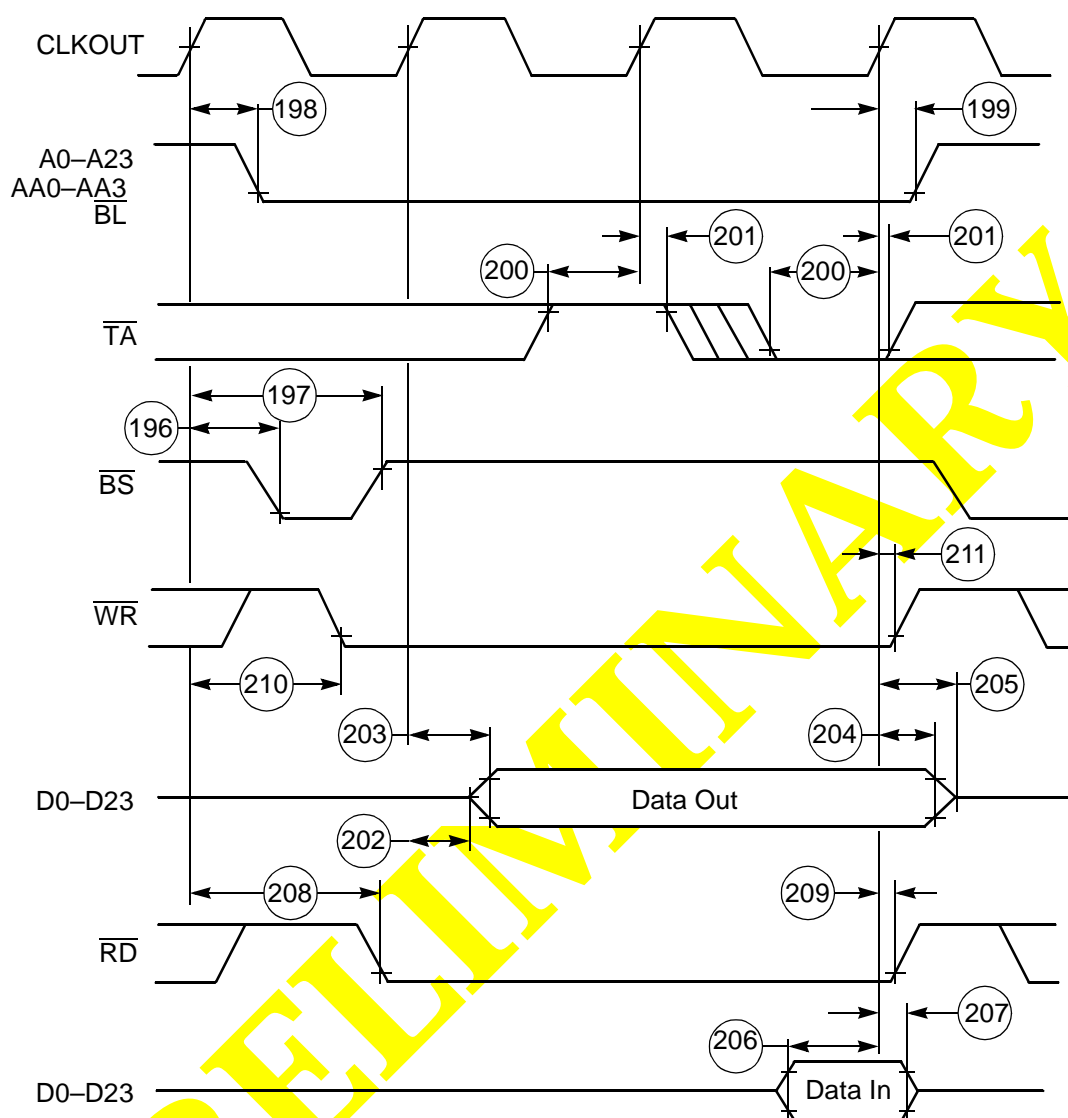 CLKOUT
198
199
A0–A23
AA0–AA3
BL
201
201
200
200
TA
197
196
BS
211
WR
210
205
203
204
D0–D23
Data Out
202
208
209
RD
207
206
D0–D23
Data In
RELIMINARY